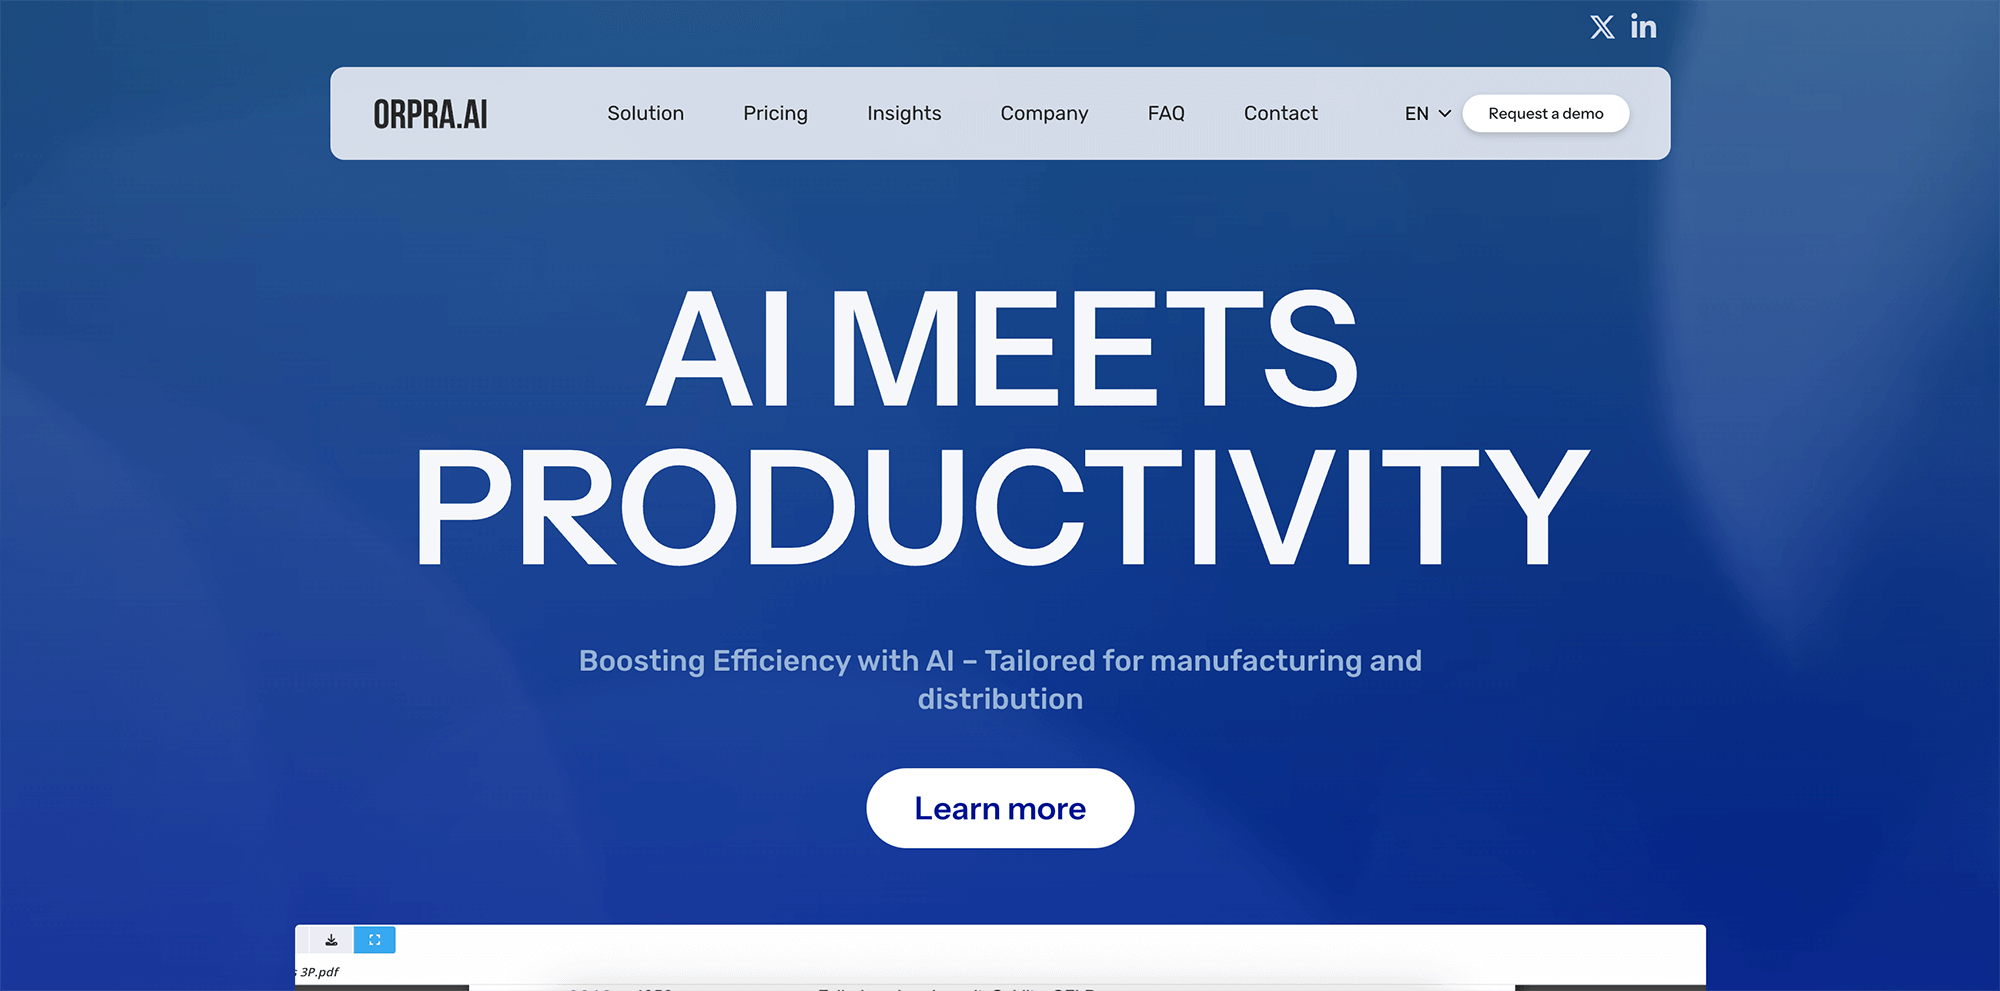 ORPRA.AI
Solution
Pricing
Insights
Company
FAQ
Contact
EN
Request a demo
AI MEETS
PRODUCTIVITY
Boosting Efficiency with AI – Tailored for manufacturing and
distribution
Learn more
3P.pdf